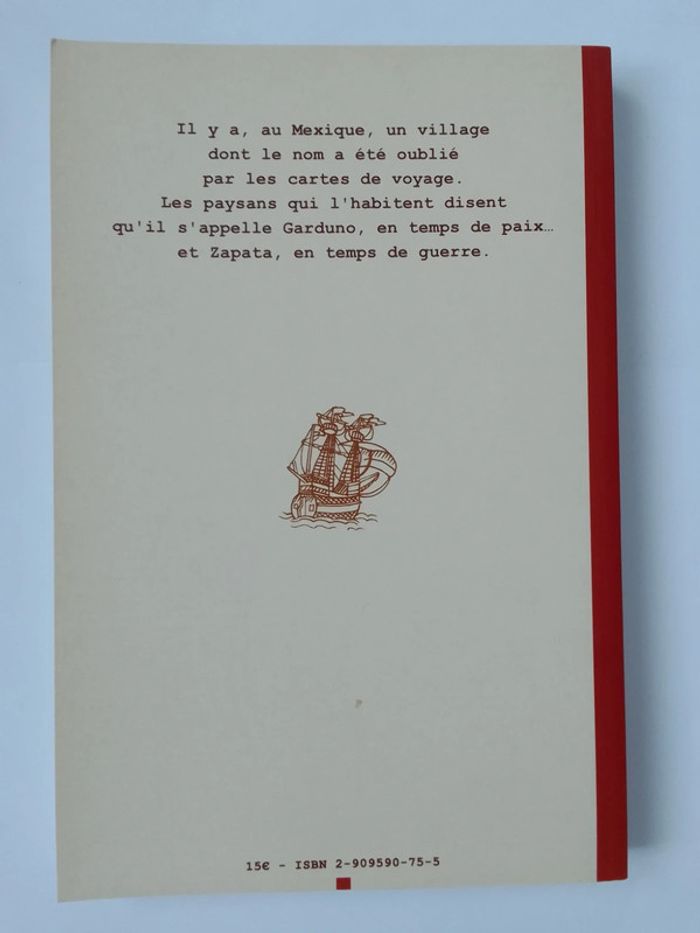 Il y a, au Mexique, un village
dont le nom a été oublié
par les cartes de voyage.
Les paysans qui l'habitent disent
qu'il s'appelle Garduno, en temps de paix…
et Zapata, en temps de guerre.
15€ - ISBN 2-909590-75-5